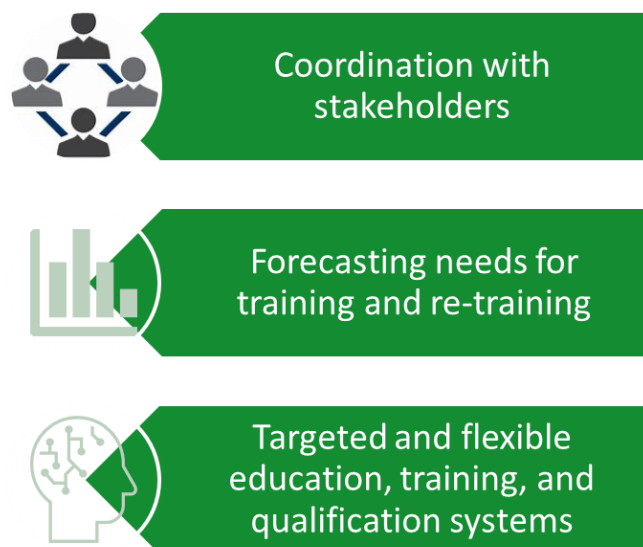 Coordination with
stakeholders
Forecasting needs for
training and re-training
Targeted and flexible
education, training, and
qualification systems